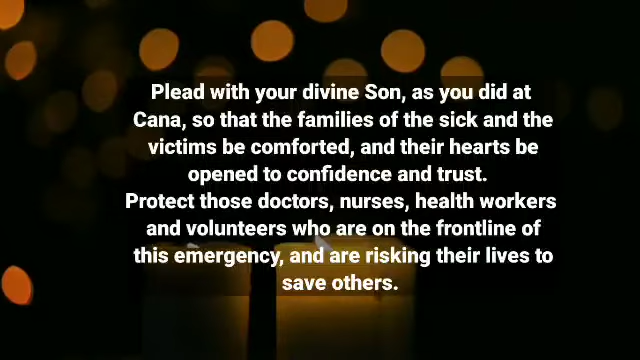 Plead with your divine Son, as you did at
Cana, so that the families of the sick and the
victims be comforted, and their hearts be
opened to confidence and trust.
Protect those doctors, nurses, health workers
and volunteers who are on the frontline of
this emergency, and are risking their lives to
save others.